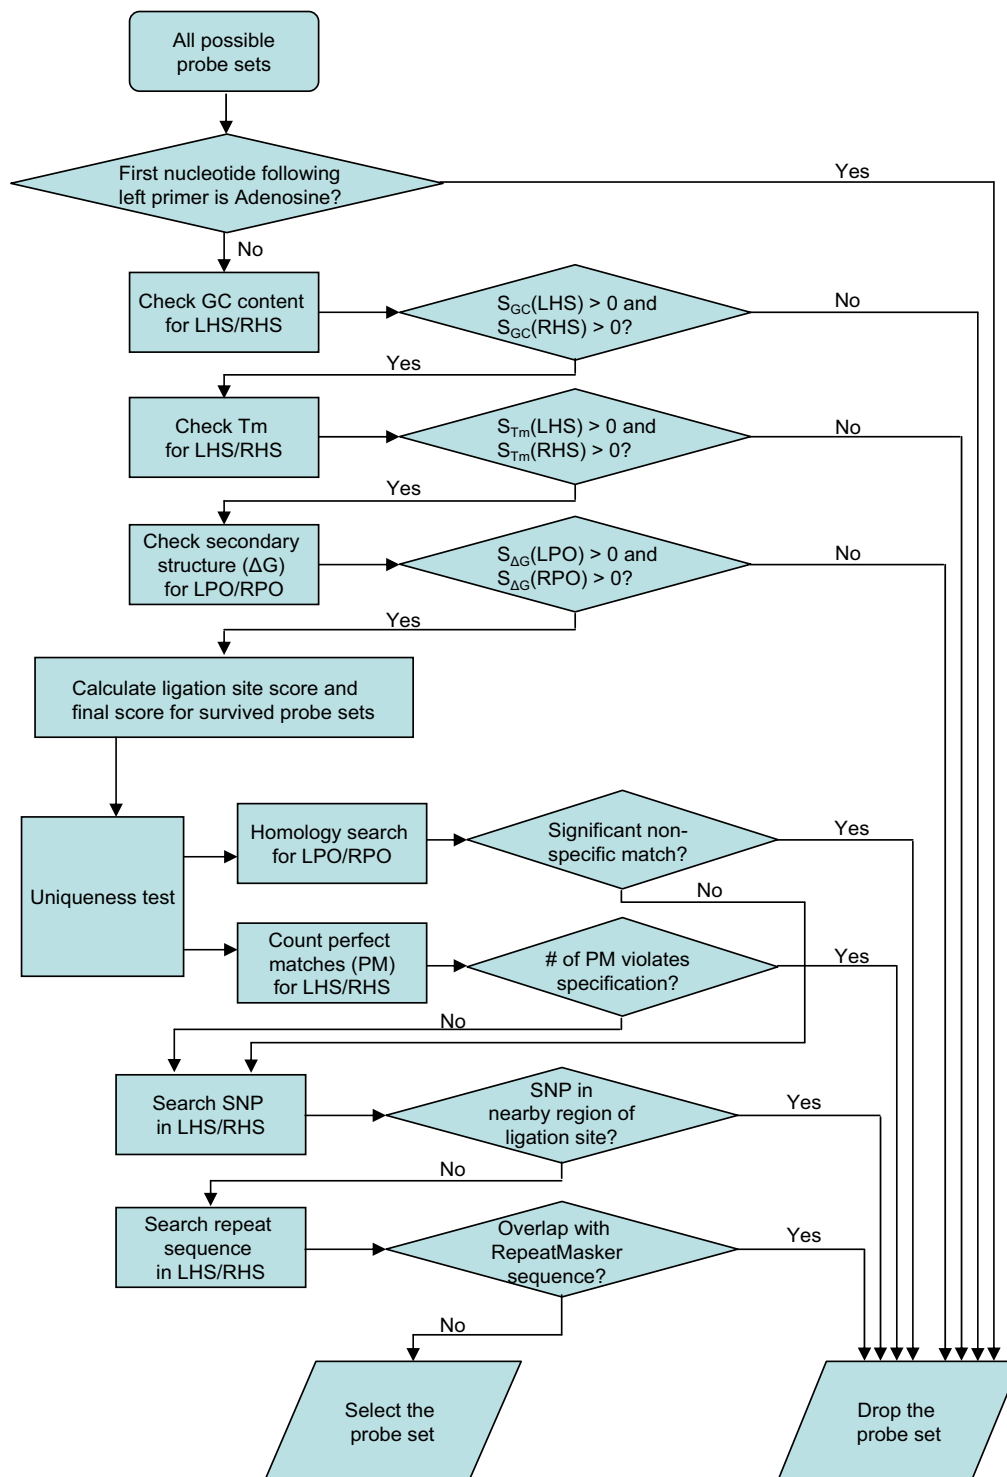 All possible
probe sets
First nucleotide following
left primer is Adenosine?
Yes
No
Check GC content
for LHS/RHS
S_GC(LHS) > 0 and
S_GC(RHS) > 0?
No
Yes
Check Tm
for LHS/RHS
S_Tm(LHS) > 0 and
S_Tm(RHS) > 0?
No
Yes
Check secondary
structure (ΔG)
for LPO/RPO
S_ΔG(LPO) > 0 and
S_ΔG(RPO) > 0?
No
Yes
Calculate ligation site score and
final score for survived probe sets
Uniqueness test
Homology search
for LPO/RPO
Significant non-
specific match?
Yes
No
Count perfect
matches (PM)
for LHS/RHS
# of PM violates
specification?
Yes
No
Search SNP
in LHS/RHS
SNP in
nearby region of
ligation site?
Yes
No
Search repeat
sequence
in LHS/RHS
Overlap with
RepeatMasker
sequence?
Yes
No
Select the
probe set
Drop the
probe set